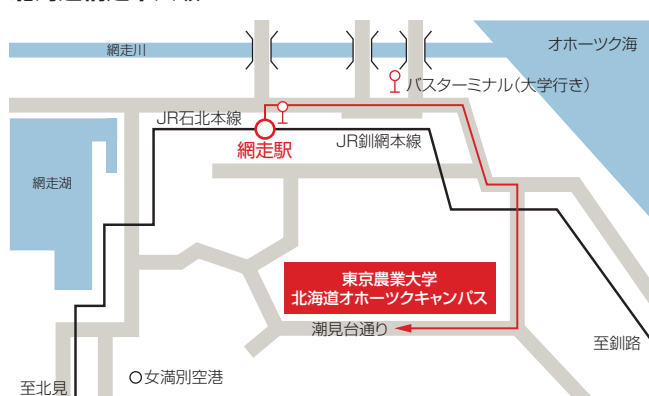 網走川
オホーツク海
バスターミナル(大学行き)
JR石北本線
網走駅
JR釧網本線
網走湖
東京農業大学
北海道オホーツクキャンパス
潮見台通り
至釧路
女満別空港
至北見